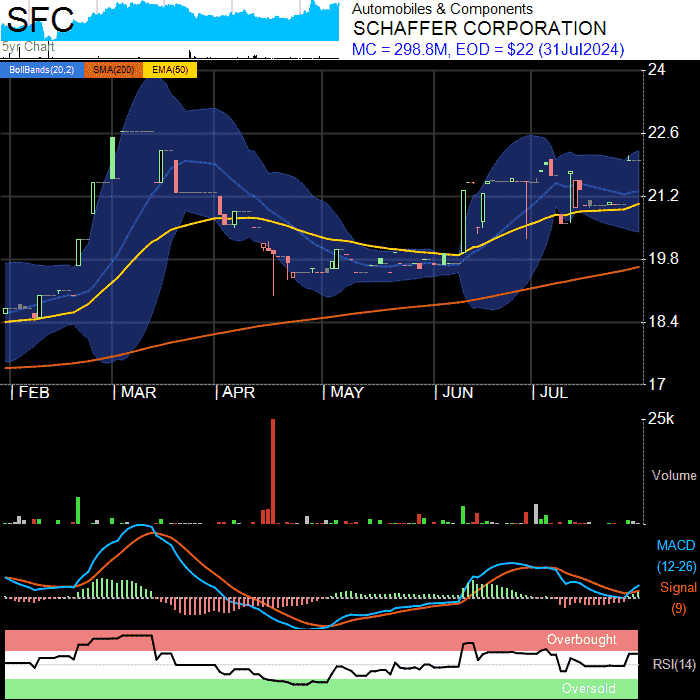 SFC
5yr Chart
Automobiles & Components
SCHAFFER CORPORATION
MC = 298.8M, EOD = $22 (31Jul2024)
BollBands(20,2) SMA(200) EMA(50)
24
22.6
21.2
19.8
18.4
17
FEB MAR APR MAY JUN JUL
25k
Volume
MACD
(12-26)
Signal
(9)
Overbought
RSI(14)
Oversold